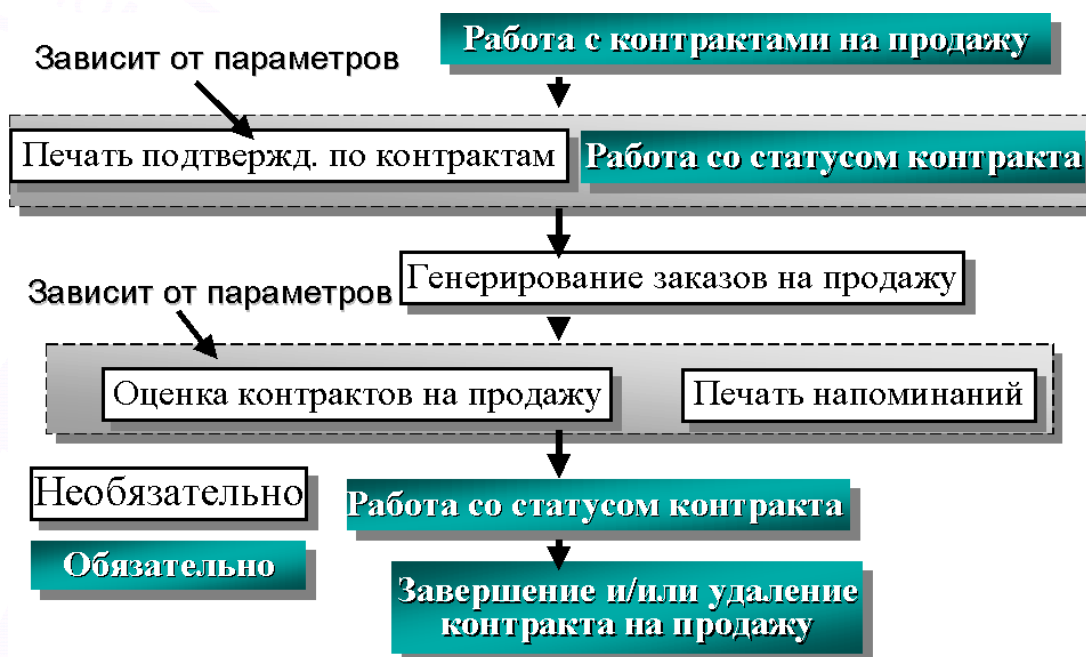 Работа с контрактами на продажу
Зависит от параметров
Печать подтвержд. по контрактам
Работа со статусом контракта
Генерирование заказов на продажу
Зависит от параметров
Оценка контрактов на продажу
Печать напоминаний
Необязательно
Работа со статусом контракта
Обязательно
Завершение и/или удаление
контракта на продажу